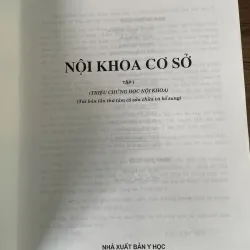 NỘI KHOA CƠ SỞ
TẬP 1
(TRIỆU CHỨNG HỌC NỘI KHOA)
(Tái bản lần thứ tám có sửa chữa và bổ sung)
NHÀ XUẤT BẢN Y HỌC